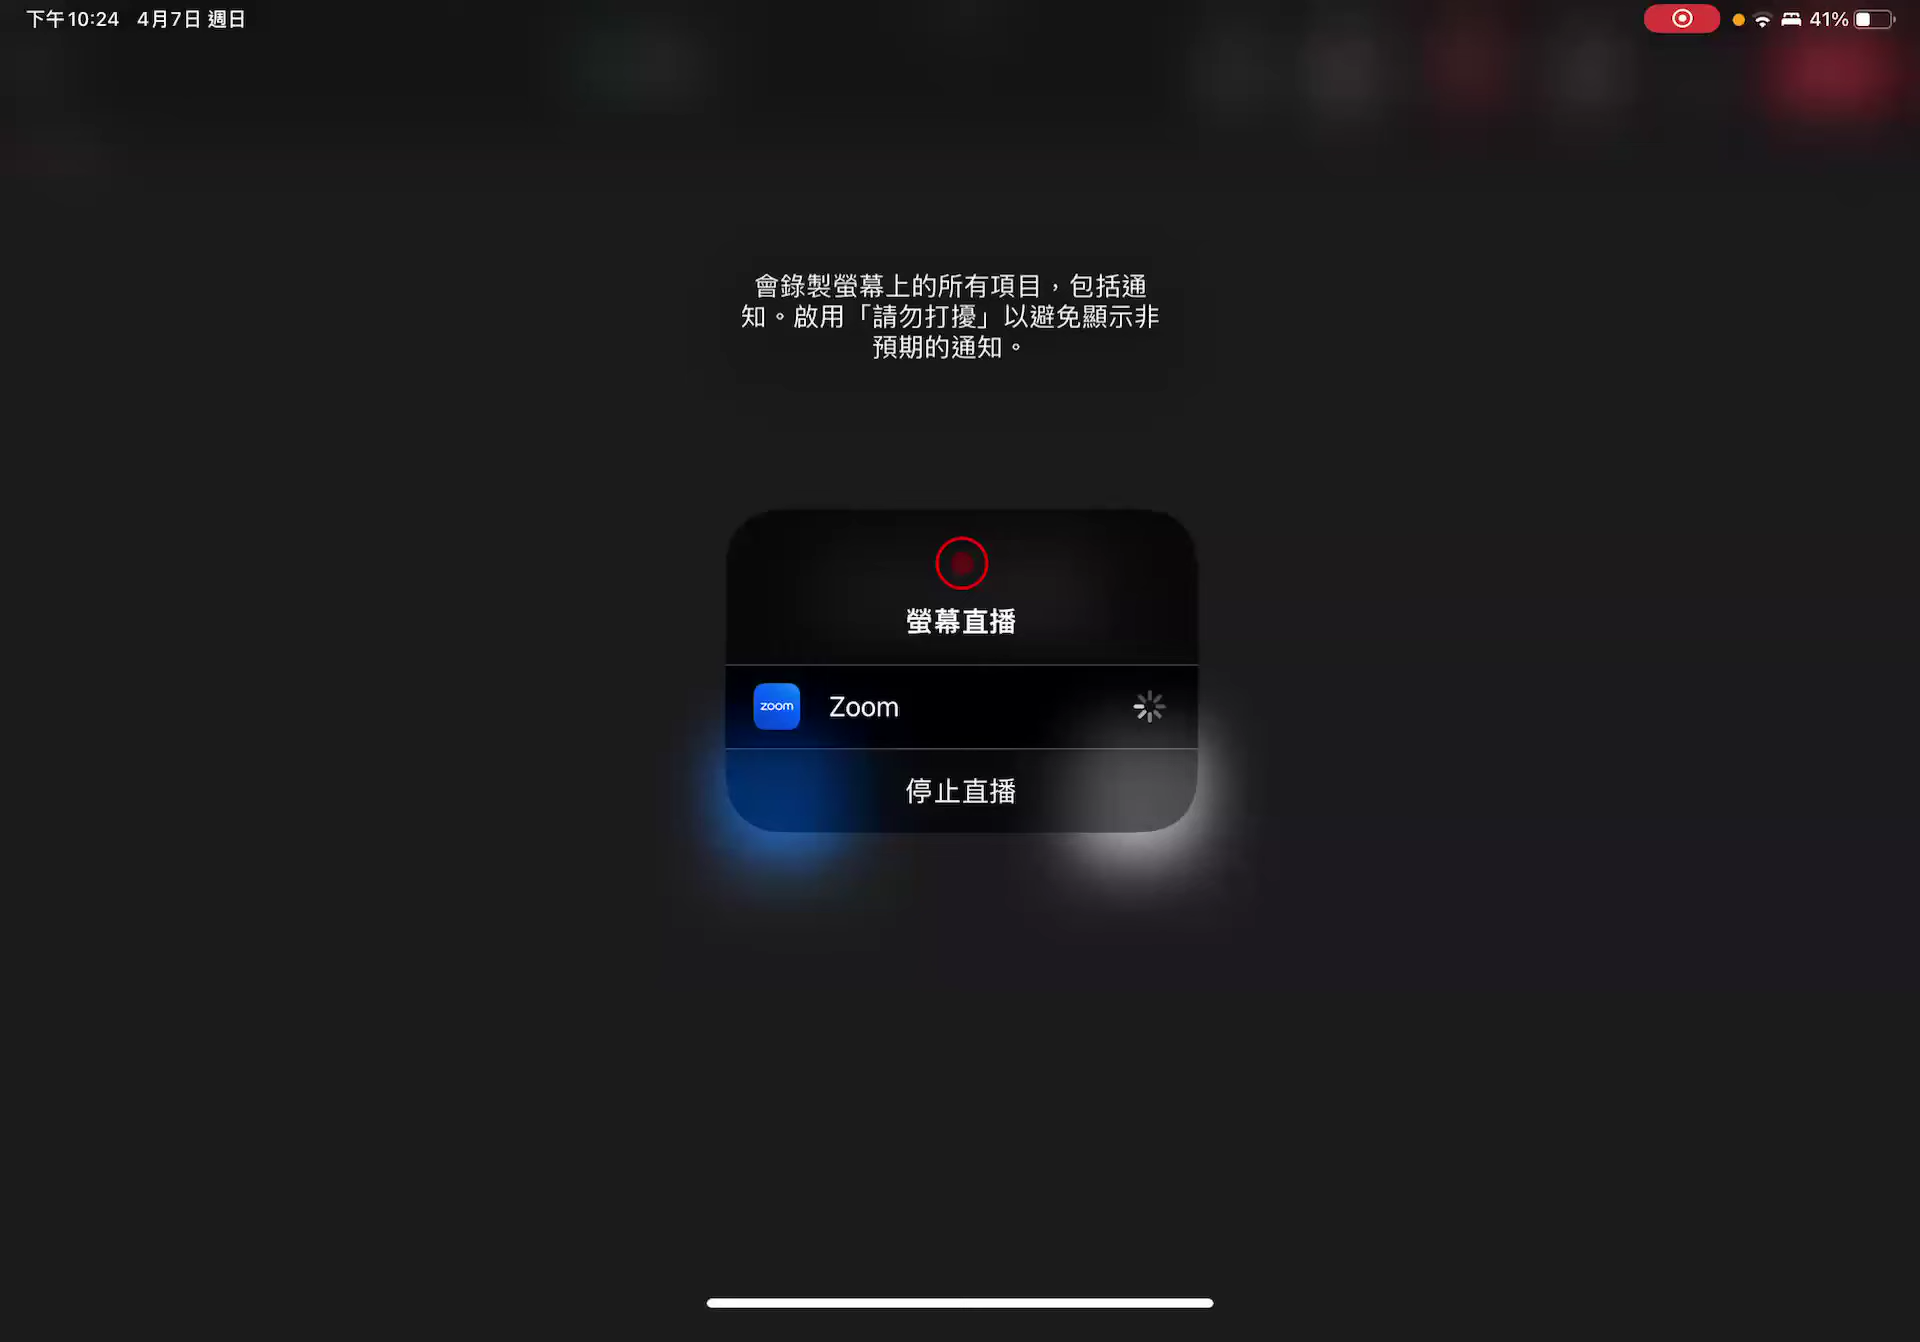 下午10:24 4月7日 週日
41%
會錄製螢幕上的所有項目，包括通
知。啟用「請勿打擾」以避免顯示非
預期的通知。
螢幕直播
zoom Zoom
停止直播